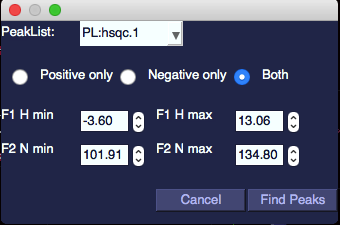 PeakList: PL:hsqc.1
Positive only Negative only Both
F1 H min -3.60 F1 H max 13.06
F2 N min 101.91 F2 N max 134.80
Cancel Find Peaks